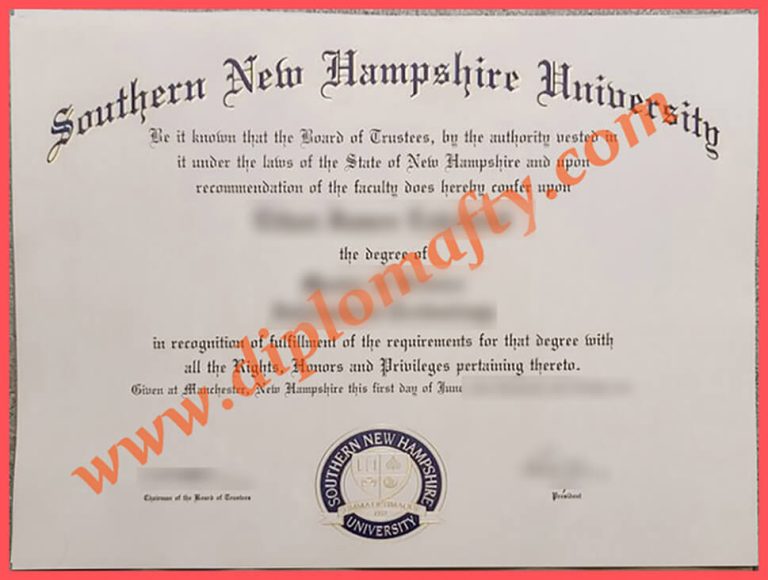 Southern New Hampshire University
Be it known that the Board of Trustees, by the authority vested in
it under the laws of the State of New Hampshire and upon
recommendation of the faculty does hereby confer upon
the degree of
in recognition of fulfillment of the requirements for that degree with
all the Rights, Honors and Privileges pertaining thereto.
Given at Manchester, New Hampshire this first day of June
www.diplomafty.com
SOUTHERN NEW HAMPSHIRE
UNIVERSITY
Chairman of the Board of Trustees
President